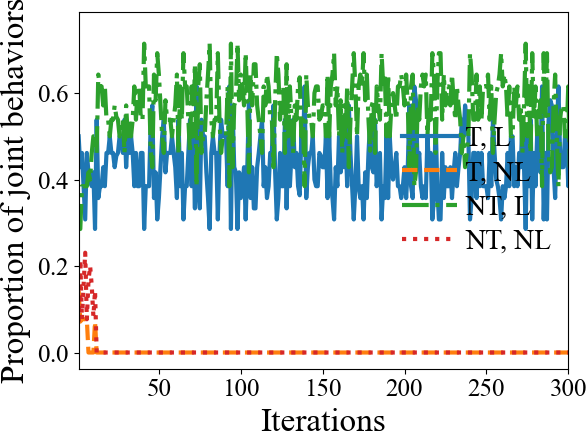 Proportion of joint behaviors
0.6
0.4
0.2
0.0
T, L
T, NL
NT, L
NT, NL
50 100 150 200 250 300
Iterations